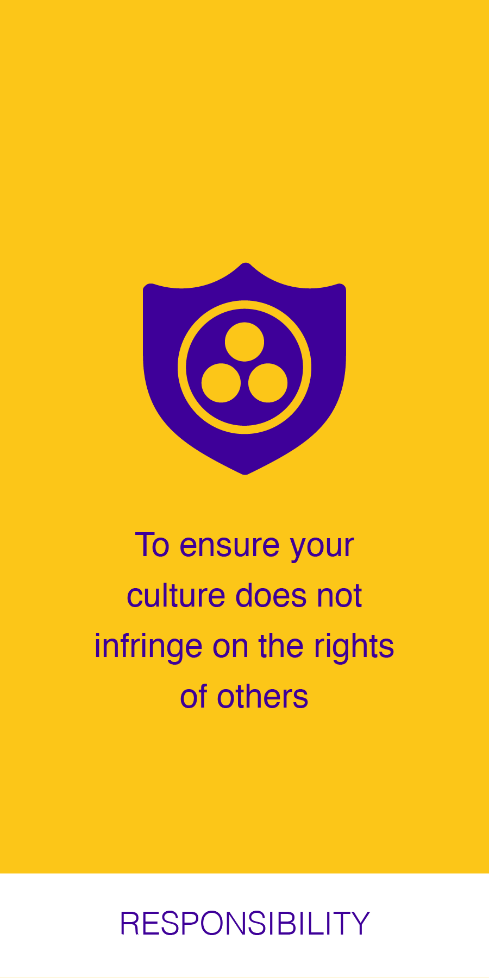 To ensure your
culture does not
infringe on the rights
of others
RESPONSIBILITY